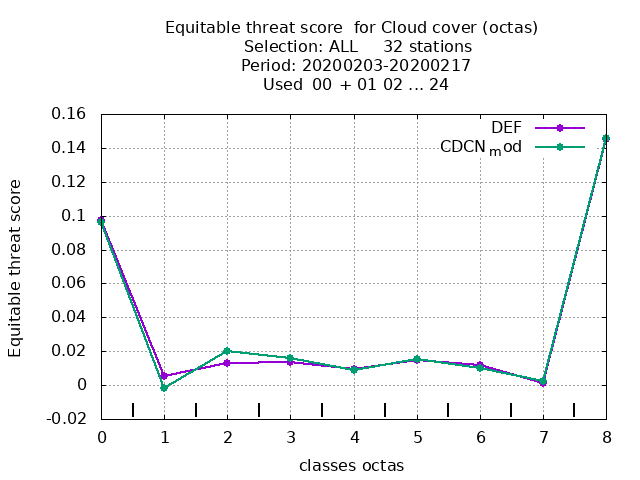 Equitable threat score  for Cloud cover (octas)
Selection: ALL     32 stations
Period: 20200203-20200217
Used  00 + 01 02 ... 24
0.16
DEF
CDCNmod
0.14
0.12
0.1
0.08
0.06
0.04
0.02
0
-0.02
Equitable threat score
0 1 2 3 4 5 6 7 8
classes octas